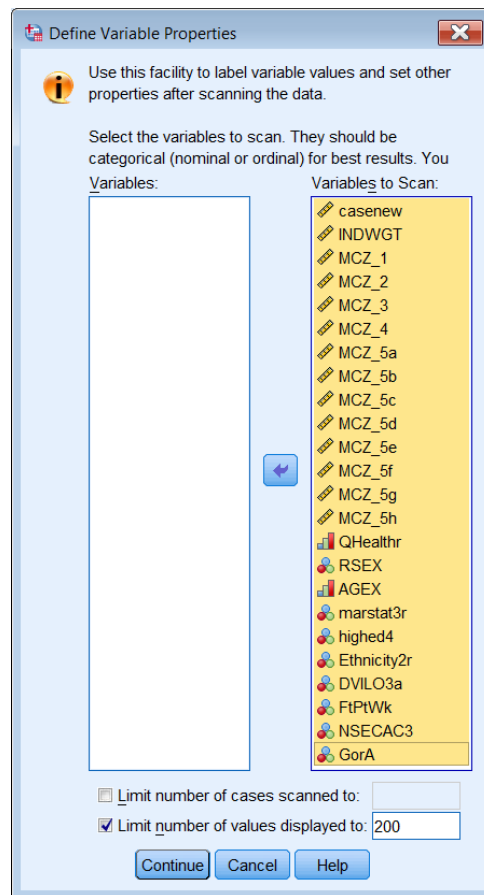 Define Variable Properties
Use this facility to label variable values and set other
properties after scanning the data.
Select the variables to scan. They should be
categorical (nominal or ordinal) for best results. You
Variables:
Variables to Scan:
casenew
INDWGT
MCZ_1
MCZ_2
MCZ_3
MCZ_4
MCZ_5a
MCZ_5b
MCZ_5c
MCZ_5d
MCZ_5e
MCZ_5f
MCZ_5g
MCZ_5h
QHealthr
RSEX
AGEX
marstat3r
highed4
Ethnicity2r
DVILO3a
FtPtWk
NSECAC3
GorA
Limit number of cases scanned to:
Limit number of values displayed to: 200
Continue Cancel Help